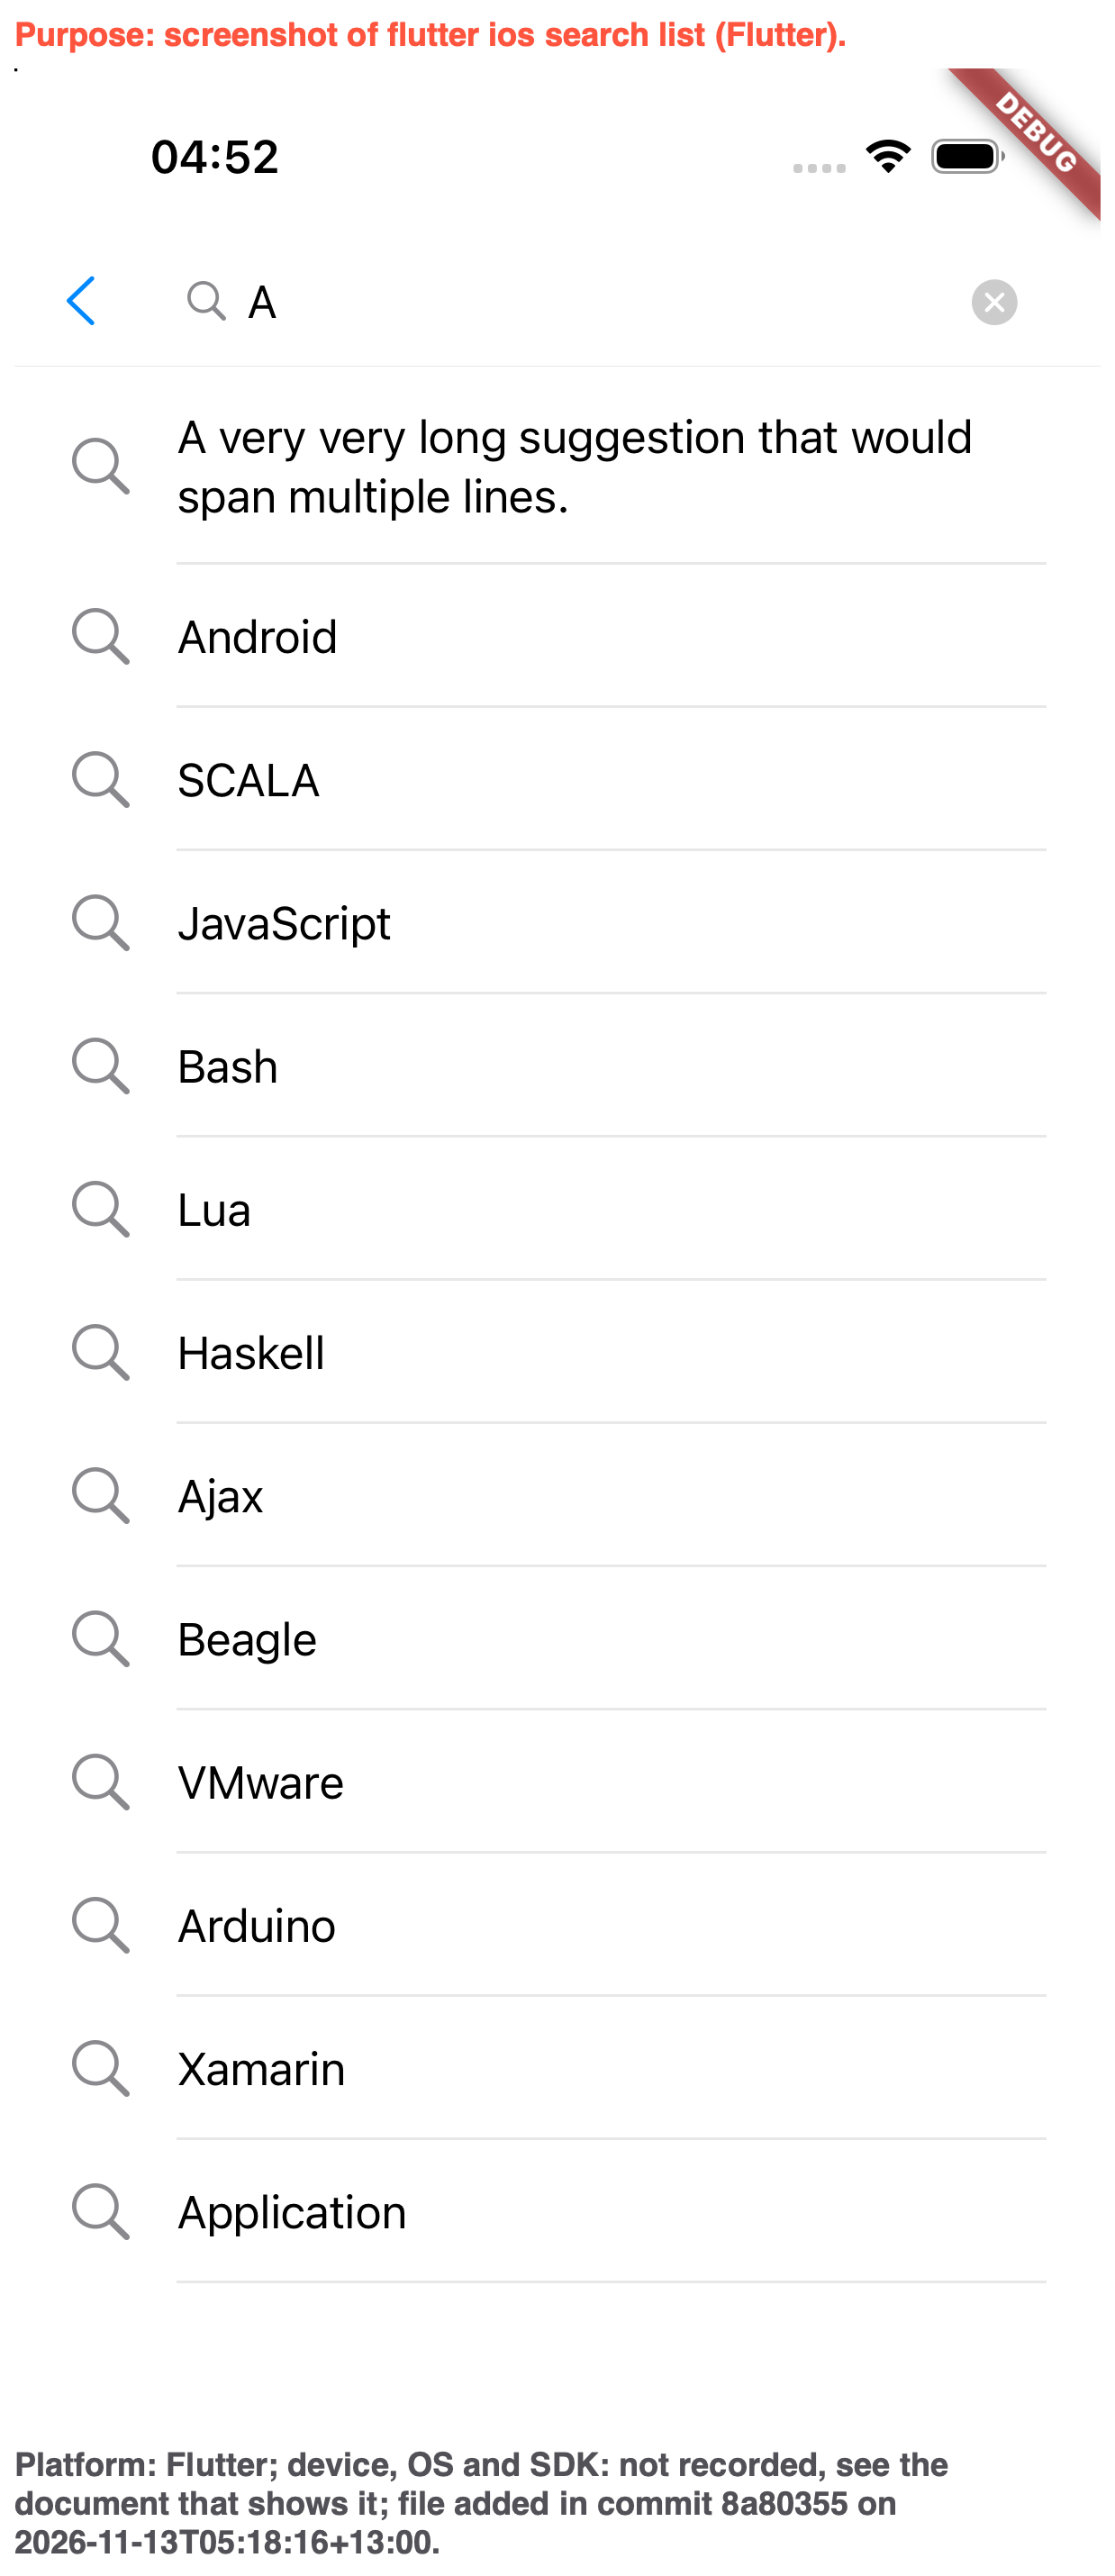 Purpose: screenshot of flutter ios search list (Flutter).
DEBUG
04:52
A
A very very long suggestion that would
span multiple lines.
Android
SCALA
JavaScript
Bash
Lua
Haskell
Ajax
Beagle
VMware
Arduino
Xamarin
Application
Platform: Flutter; device, OS and SDK: not recorded, see the
document that shows it; file added in commit 8a80355 on
2026-11-13T05:18:16+13:00.